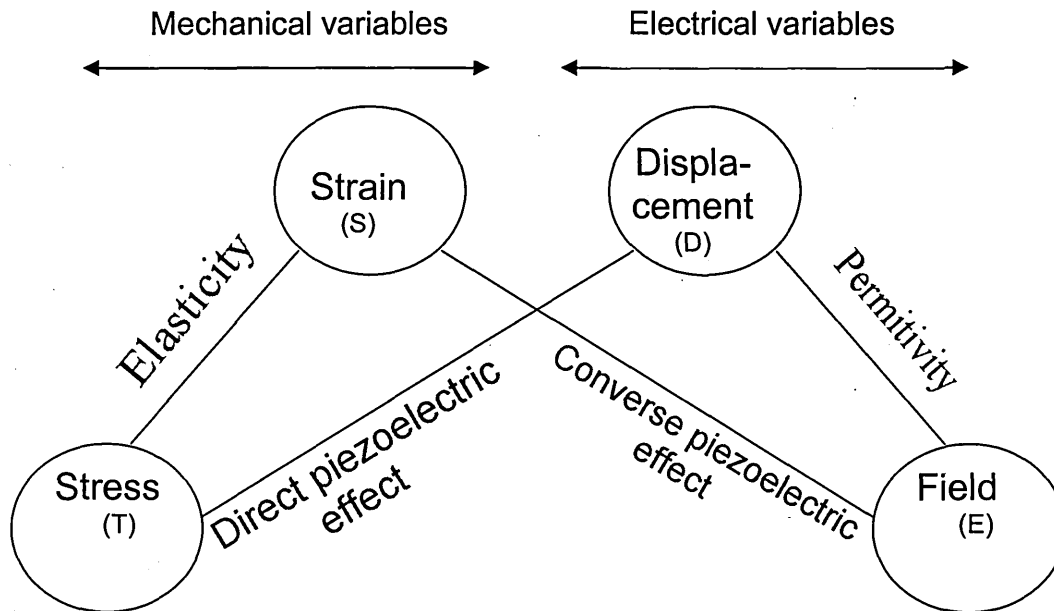 Mechanical variables
Electrical variables
Strain
(S)
Displa-
cement
(D)
Elasticity
Permitivity
Direct piezoelectric
effect
Converse piezoelectric
effect
Stress
(T)
Field
(E)